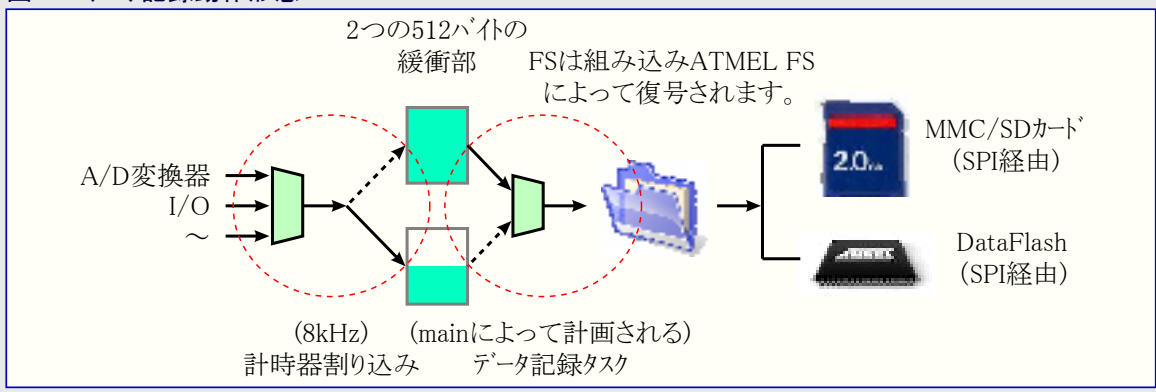 2つの512バイトの
緩衝部
FSは組み込みATMEL FS
によって復号されます。
A/D変換器
I/O
～
MMC/SDカード
(SPI経由)
2.0
DataFlash
(SPI経由)
(8kHz)
計時器割り込み
(mainによって計画される)
データ記録タスク